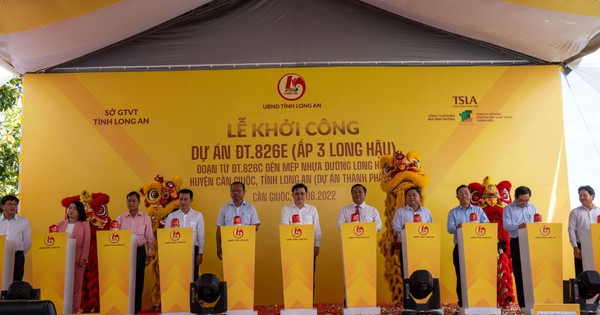 UBND TỈNH LONG AN
SỞ GTVT
TỈNH LONG AN
TSLA
LỄ KHỞI CÔNG
DỰ ÁN ĐT.826E (ẤP 3 LONG HẬU)
ĐOẠN TỪ ĐT.826C ĐẾN MÉP NHỰA ĐƯỜNG LONG H
HUYỆN CẦN GIUỘC, TỈNH LONG AN (DỰ ÁN THÀNH PH
CẦN GIUỘC,
06.2022